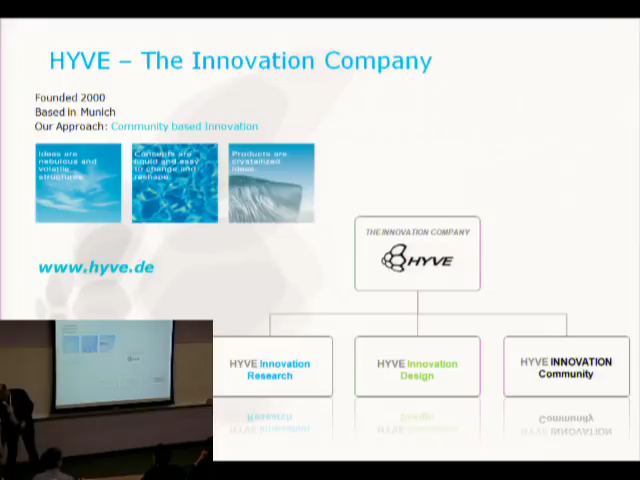 HYVE – The Innovation Company
Founded 2000
Based in Munich
Our Approach: Community based Innovation
Ideas are
nebulous and
volatile
structures.
Concepts are
liquid and easy
to change and
reshape.
Products are
crystallized
ideas.
www.hyve.de
THE INNOVATION COMPANY
HYVE
HYVE Innovation
Research
HYVE Innovation
Design
HYVE INNOVATION
Community